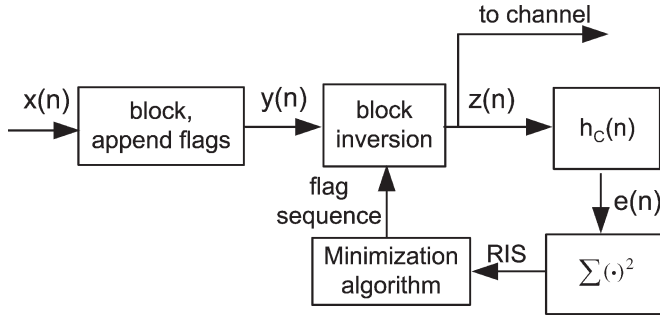 to channel
x(n)
block,
append flags
y(n)
block
inversion
z(n)
h_C(n)
flag
sequence
e(n)
Minimization
algorithm
RIS
∑(·)²